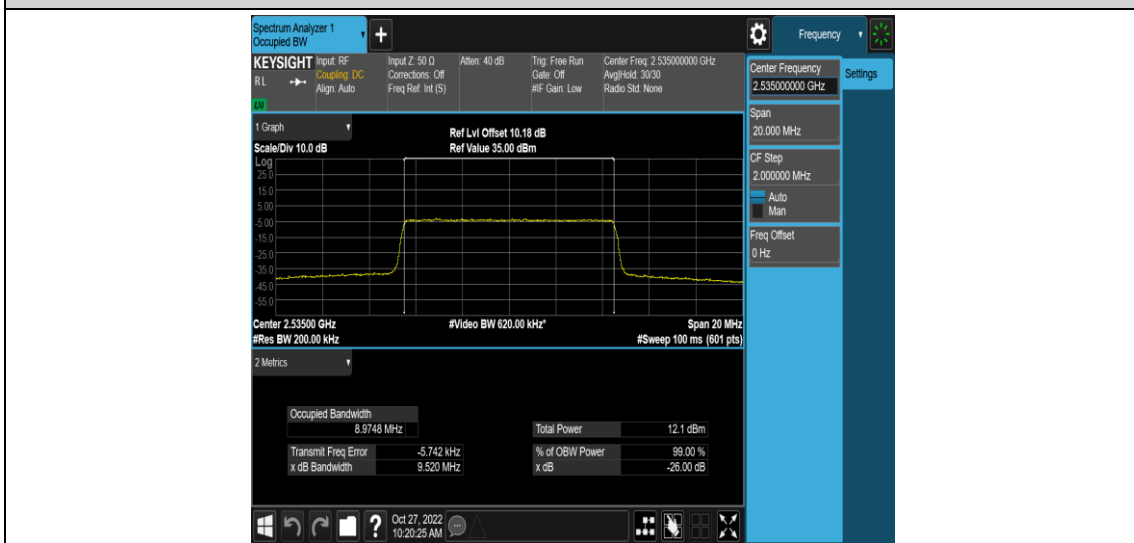 Spectrum Analyzer 1
Occupied BW
+
Frequency
KEYSIGHT
RL
LXI
Input: RF
Coupling: DC
Align: Auto
Input Z: 50 Ω
Corrections: Off
Freq Ref: Int (S)
Atten: 40 dB
Trig: Free Run
Gate: Off
#IF Gain: Low
Center Freq: 2.535000000 GHz
Avg|Hold: 30/30
Radio Std: None
Center Frequency
2.535000000 GHz
Settings
Span
20.000 MHz
CF Step
2.000000 MHz
Auto
Man
Freq Offset
0 Hz
1 Graph
Scale/Div 10.0 dB
Ref Lvl Offset 10.18 dB
Ref Value 35.00 dBm
Log
25.0
15.0
5.00
-5.00
-15.0
-25.0
-35.0
-45.0
-55.0
Center 2.53500 GHz
#Video BW 620.00 kHz*
Span 20 MHz
#Res BW 200.00 kHz
#Sweep 100 ms (601 pts)
2 Metrics
Occupied Bandwidth
8.9748 MHz
Total Power 12.1 dBm
Transmit Freq Error -5.742 kHz
% of OBW Power 99.00 %
x dB Bandwidth 9.520 MHz
x dB -26.00 dB
?
Oct 27, 2022
10:20:25 AM